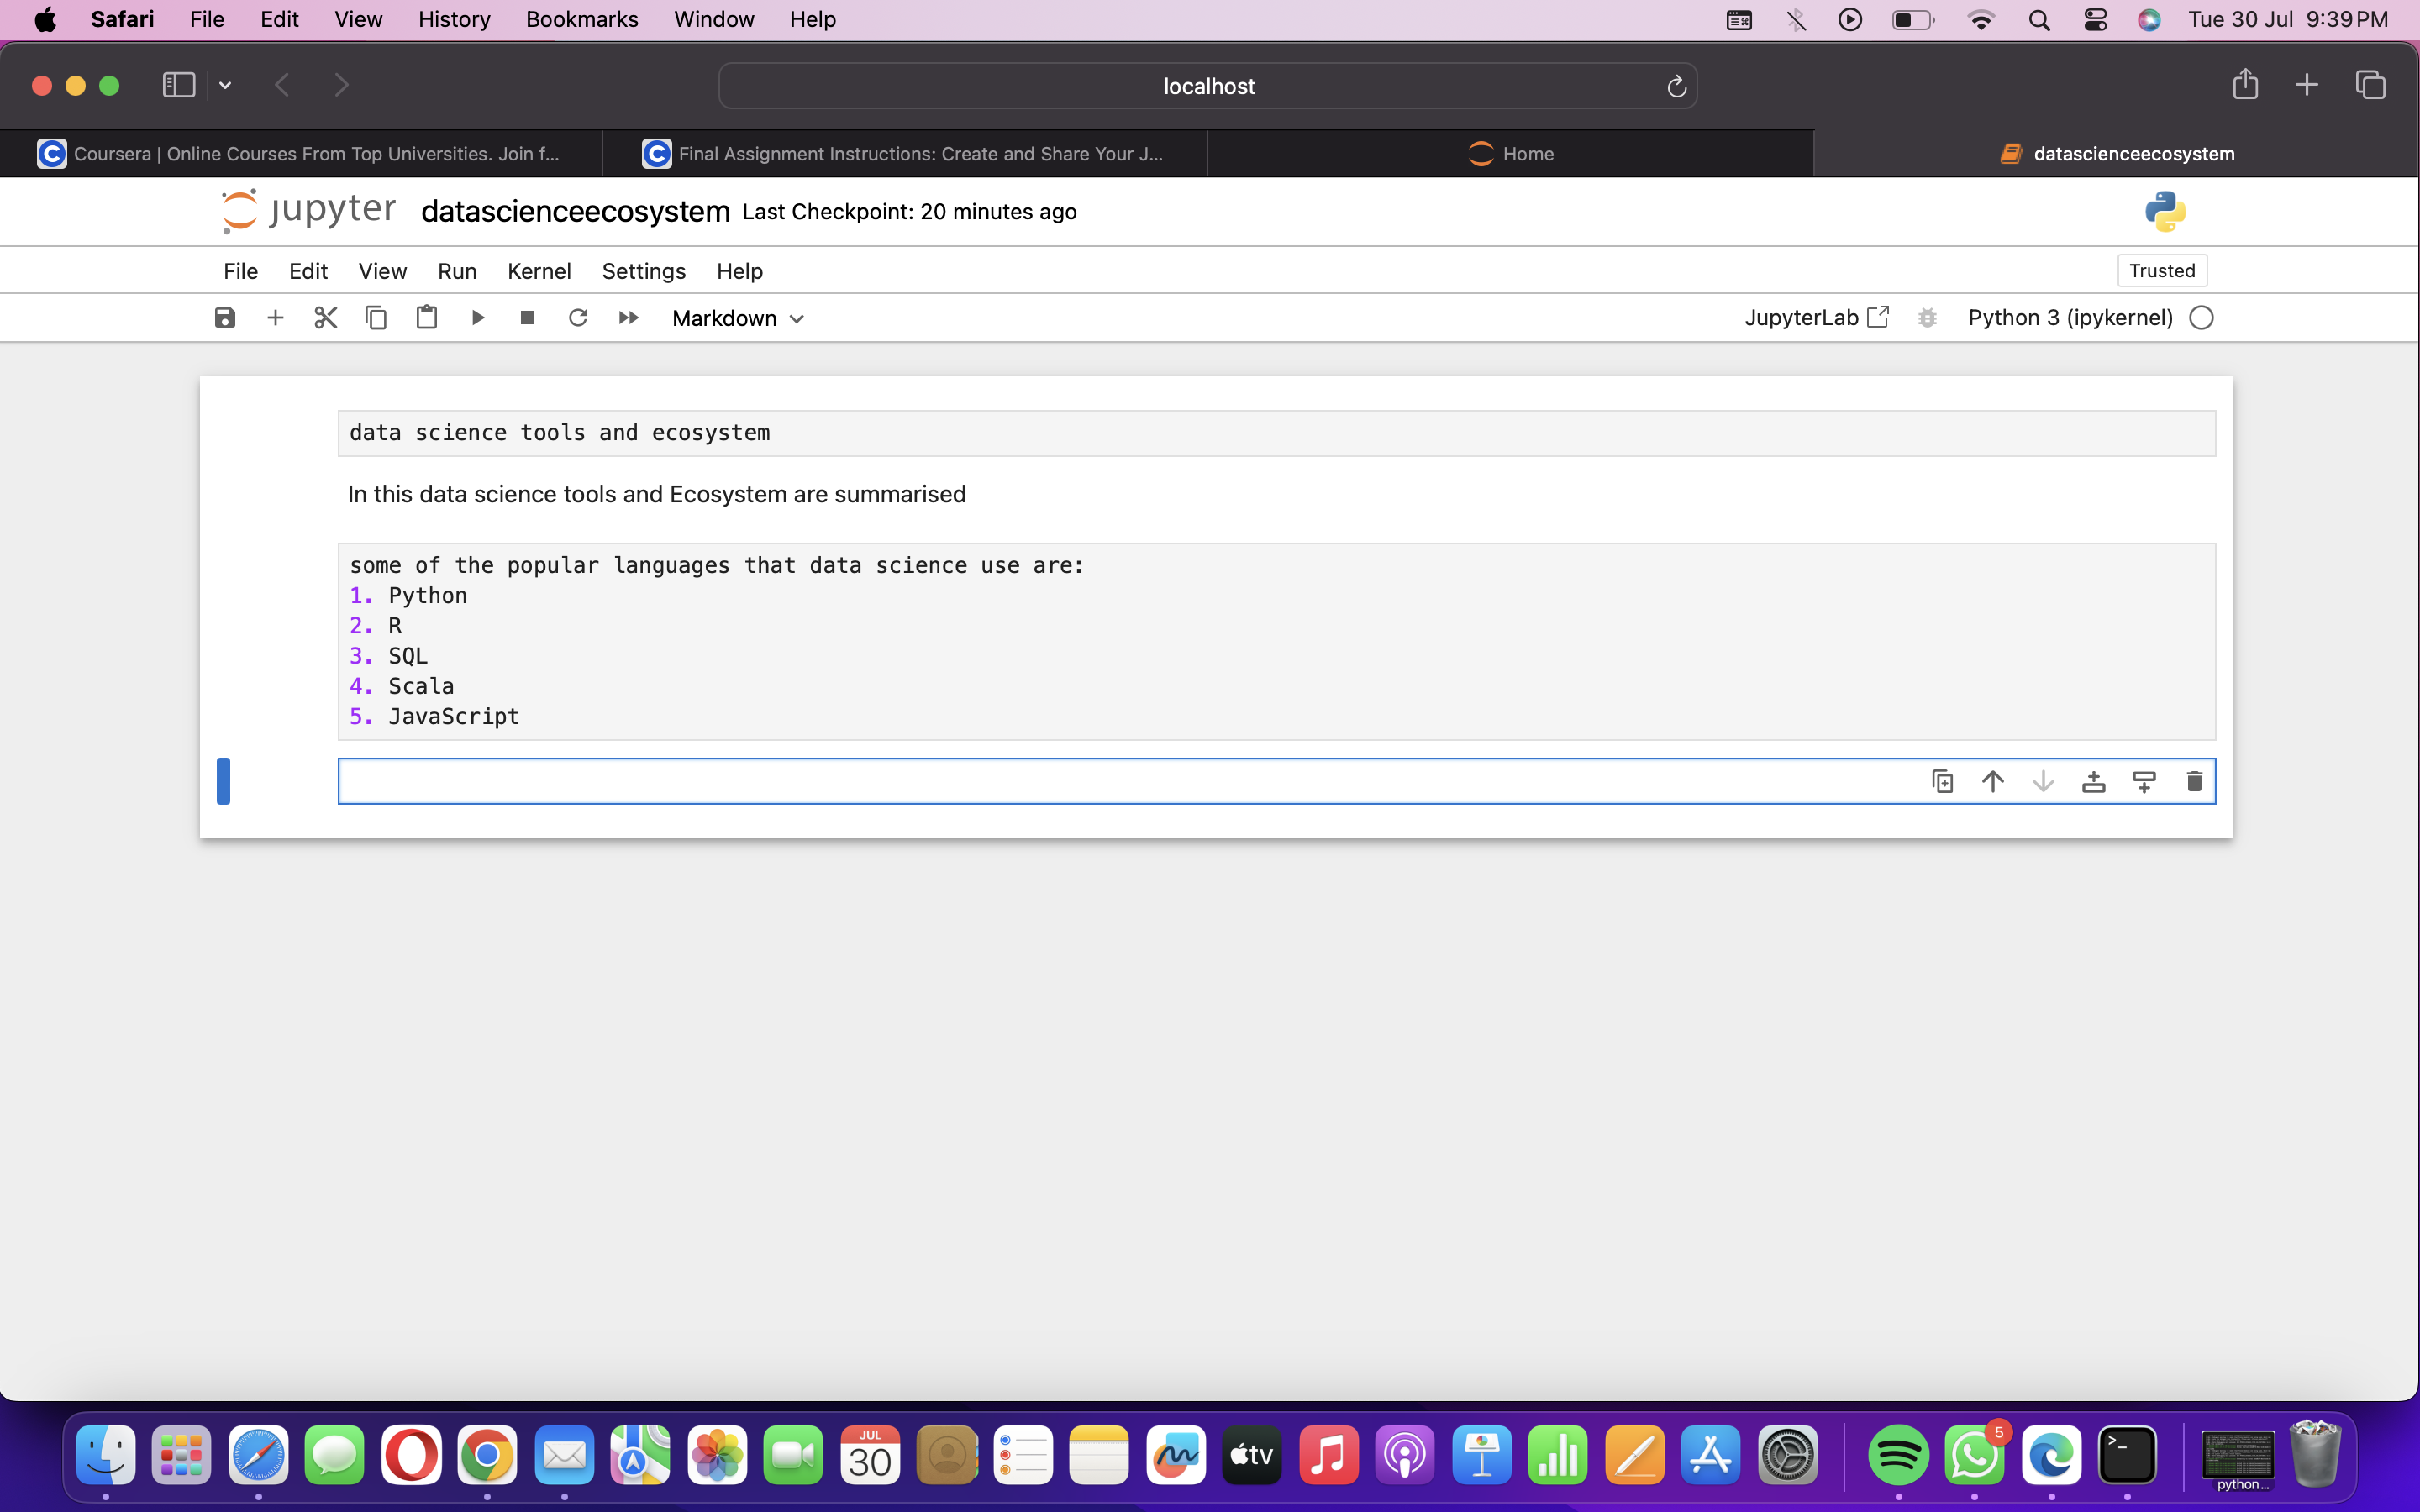 Safari File Edit View History Bookmarks Window Help Tue 30 Jul 9:39 PM
localhost
Coursera | Online Courses From Top Universities. Join f... Final Assignment Instructions: Create and Share Your J... Home datascienceecosystem
jupyter datascienceecosystem Last Checkpoint: 20 minutes ago
File Edit View Run Kernel Settings Help Trusted
Markdown JupyterLab Python 3 (ipykernel)
data science tools and ecosystem
In this data science tools and Ecosystem are summarised
some of the popular languages that data science use are:
1. Python
2. R
3. SQL
4. Scala
5. JavaScript
JUL
30
tv
5
>_
python...